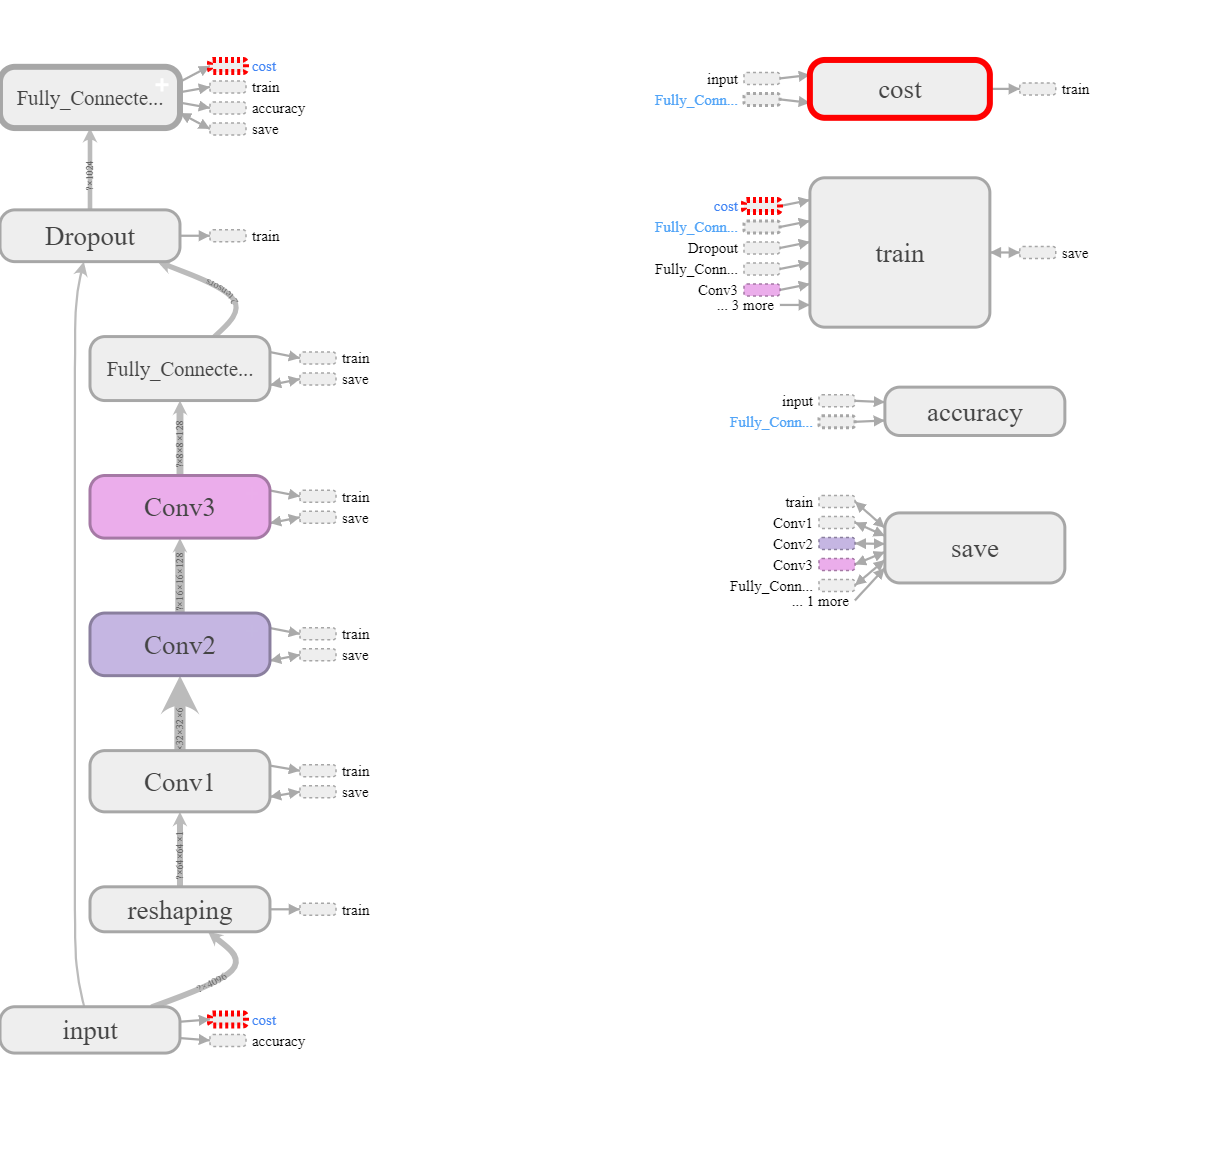 cost
Fully_Connecte...
train
accuracy
save
?×1024
Dropout
train
2 tensors
Fully_Connecte...
train
save
?×8×8×128
Conv3
train
save
?×16×16×128
Conv2
train
save
×32×32×6
Conv1
train
save
?×64×64×1
reshaping
train
?×4096
input
cost
accuracy
input
Fully_Conn...
cost
train
cost
Fully_Conn...
Dropout
Fully_Conn...
Conv3
... 3 more
train
save
input
Fully_Conn...
accuracy
train
Conv1
Conv2
Conv3
Fully_Conn...
... 1 more
save